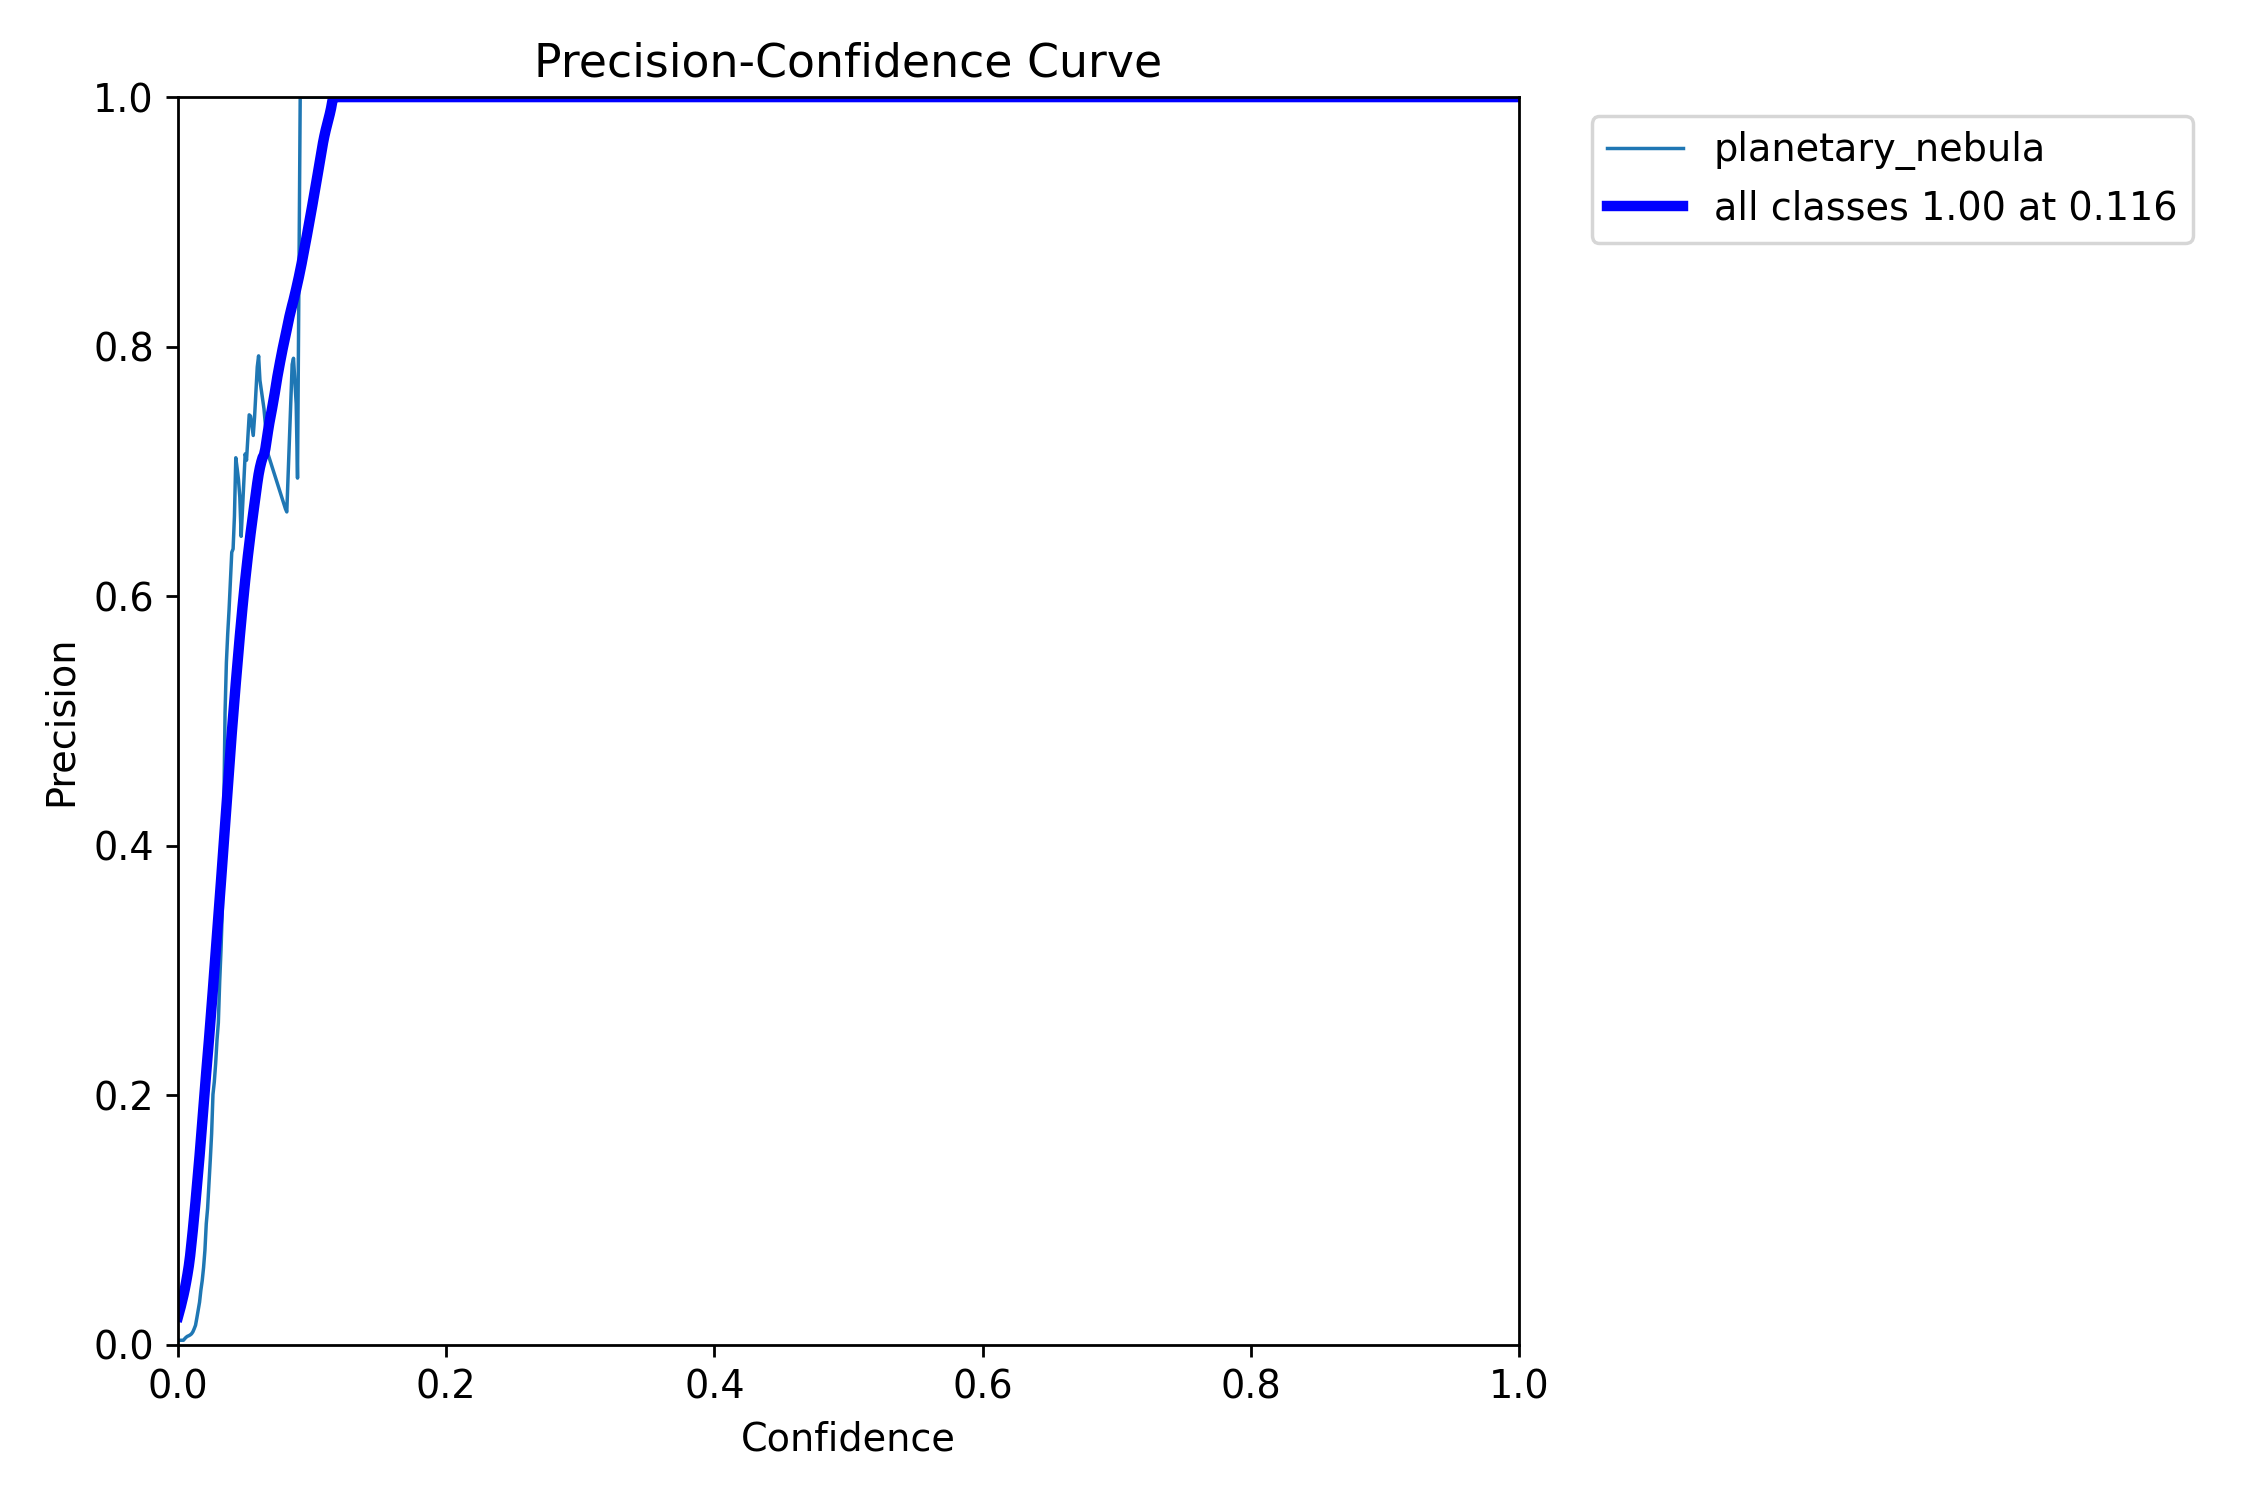 Precision-Confidence Curve
planetary_nebula
all classes 1.00 at 0.116
Precision
1.0
0.8
0.6
0.4
0.2
0.0
0.0 0.2 0.4 0.6 0.8 1.0
Confidence